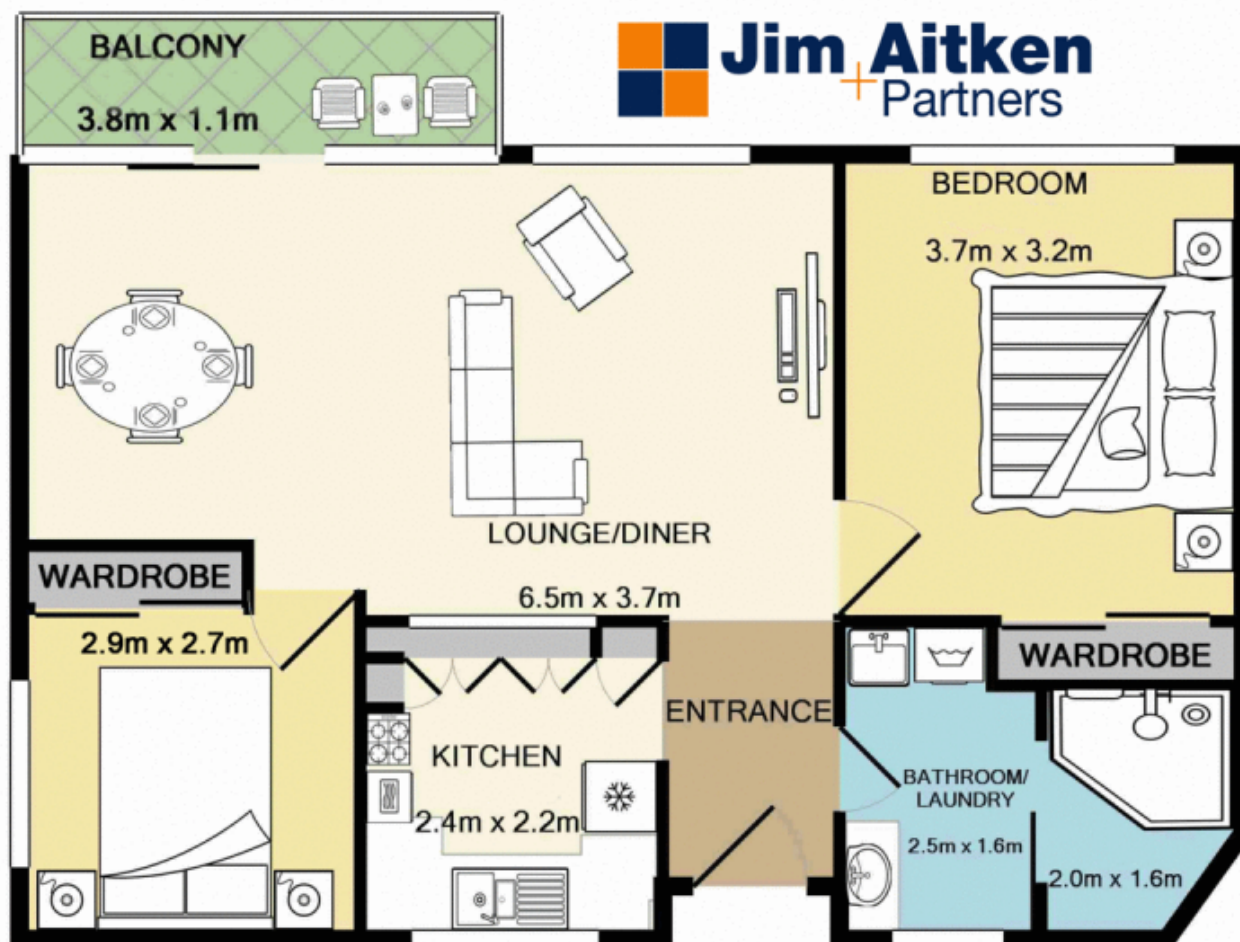 BALCONY
3.8m x 1.1m
Jim Aitken
+ Partners
BEDROOM
3.7m x 3.2m
LOUNGE/DINER
6.5m x 3.7m
WARDROBE
2.9m x 2.7m
WARDROBE
ENTRANCE
KITCHEN
2.4m x 2.2m
BATHROOM/
LAUNDRY
2.5m x 1.6m
2.0m x 1.6m